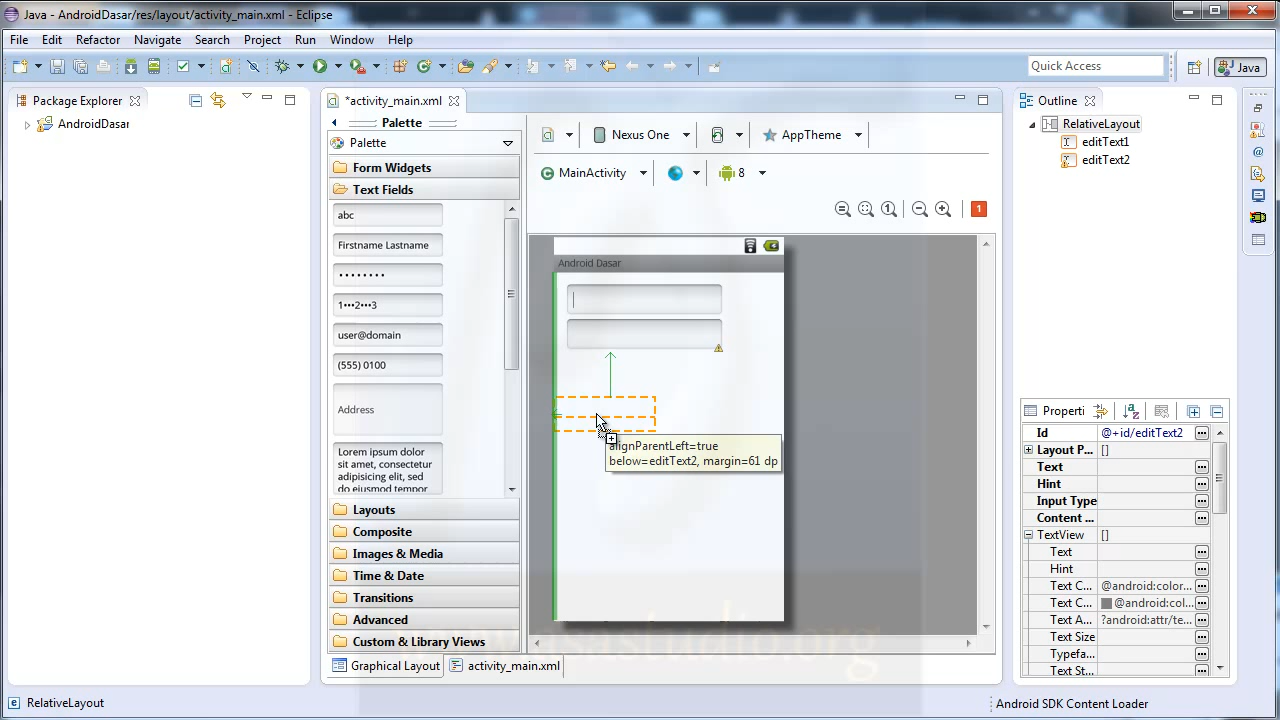 Java - AndroidDasar/res/layout/activity_main.xml - Eclipse
File Edit Refactor Navigate Search Project Run Window Help
Quick Access
Java
Package Explorer
AndroidDasar
*activity_main.xml
Palette
Palette
Form Widgets
Text Fields
abc
Firstname Lastname
1•••2•••3
user@domain
(555) 0100
Address
Lorem ipsum dolor
sit amet, consectetur
adipisicing elit, sed
do eiusmod tempor
Layouts
Composite
Images & Media
Time & Date
Transitions
Advanced
Custom & Library Views
Graphical Layout
activity_main.xml
Nexus One
AppTheme
MainActivity
8
1
1
Android Dasar
alignParentLeft=true
below=editText2, margin=61 dp
Outline
RelativeLayout
editText1
editText2
Properti
Id @+id/editText2
Layout P... []
Text
Hint
Input Type
Content ...
TextView []
Text
Hint
Text C... @android:color...
Text C... @android:col...
Text A... ?android:attr/te...
Text Size
Typefa...
Text St...
RelativeLayout
Android SDK Content Loader